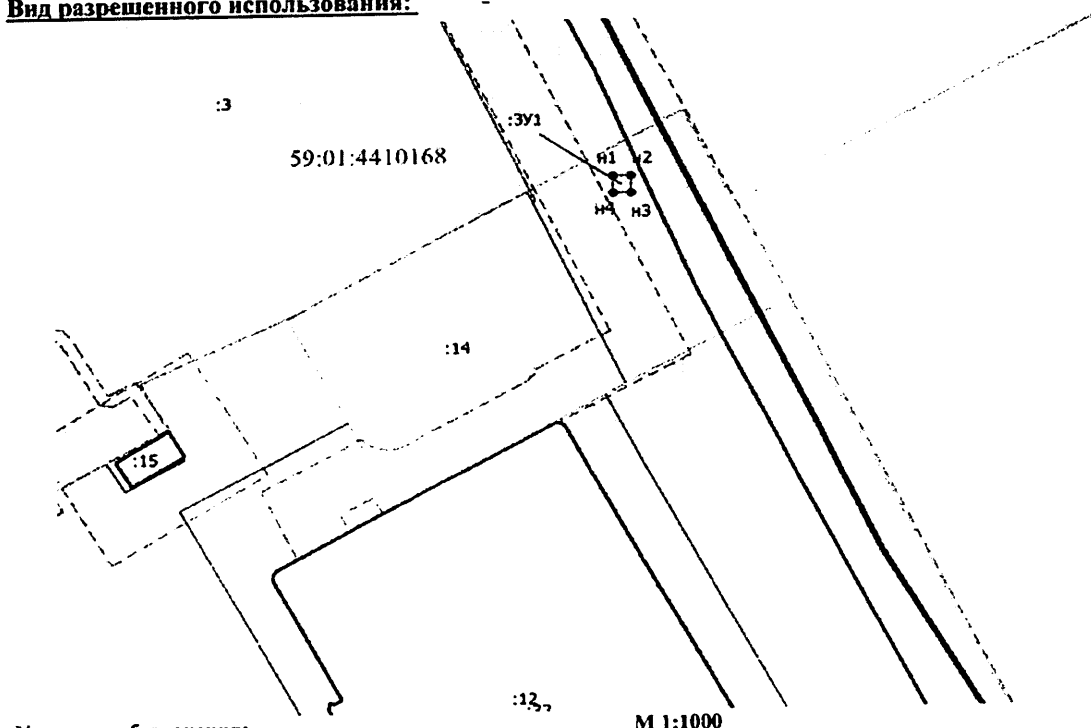 Вид разрешенного использования: -
:3
:ЗУ1
59:01:4410168
н1 н2
н4 н3
:14
:15
:12
М 1:1000